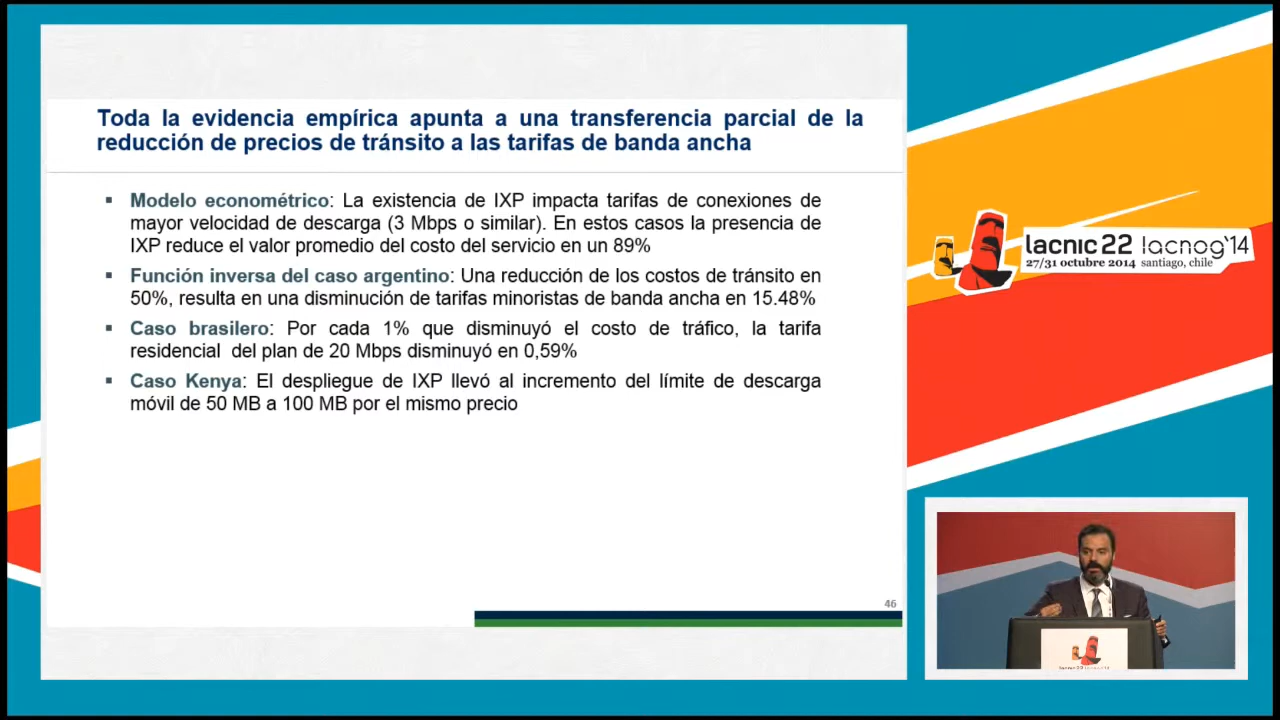 Toda la evidencia empírica apunta a una transferencia parcial de la
reducción de precios de tránsito a las tarifas de banda ancha
▪ Modelo econométrico: La existencia de IXP impacta tarifas de conexiones de
mayor velocidad de descarga (3 Mbps o similar). En estos casos la presencia de
IXP reduce el valor promedio del costo del servicio en un 89%
▪ Función inversa del caso argentino: Una reducción de los costos de tránsito en
50%, resulta en una disminución de tarifas minoristas de banda ancha en 15.48%
▪ Caso brasilero: Por cada 1% que disminuyó el costo de tráfico, la tarifa
residencial del plan de 20 Mbps disminuyó en 0,59%
▪ Caso Kenya: El despliegue de IXP llevó al incremento del límite de descarga
móvil de 50 MB a 100 MB por el mismo precio
46
lacnic 22 lacnog'14
27/31 octubre 2014 santiago, chile
lacnic 22 lacnog'14